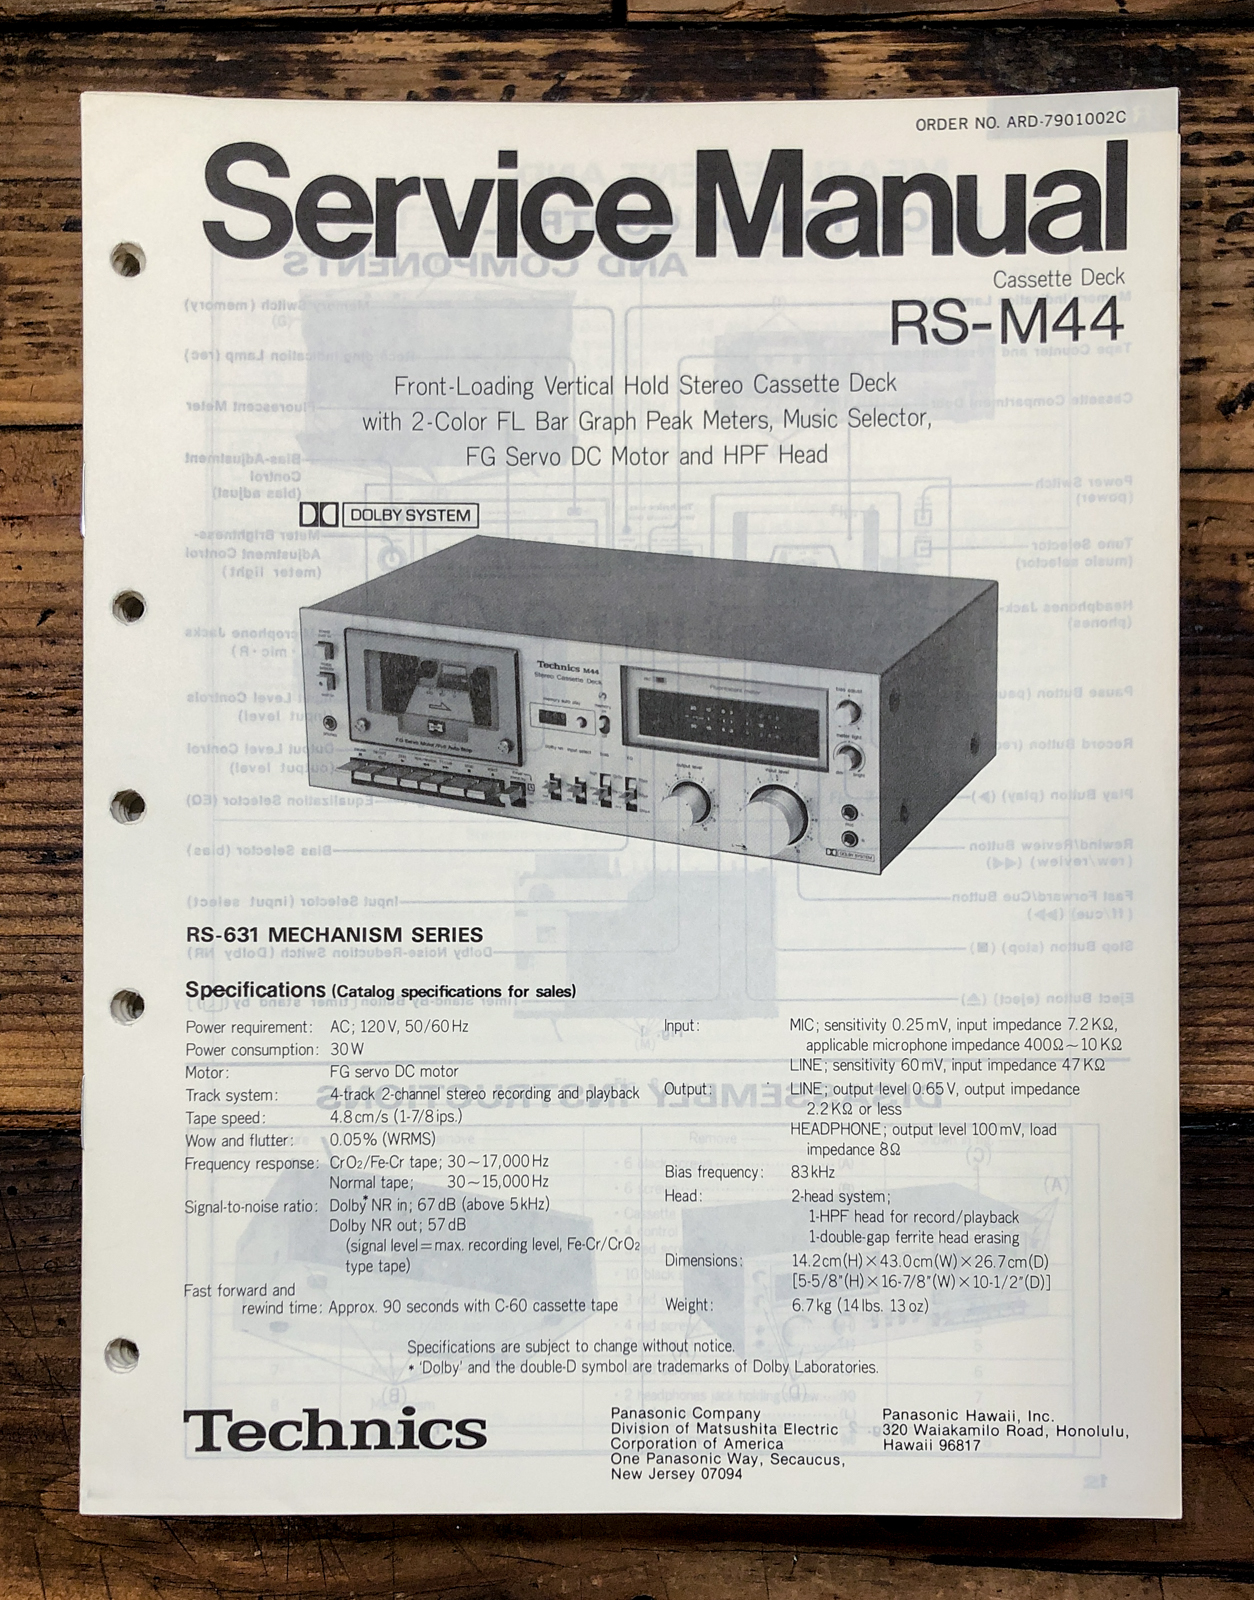 ORDER NO. ARD-7901002C
Service Manual
Cassette Deck
RS-M44
Front-Loading Vertical Hold Stereo Cassette Deck
with 2-Color FL Bar Graph Peak Meters, Music Selector,
FG Servo DC Motor and HPF Head
DOLBY SYSTEM
Technics M44
Stereo Cassette Deck
DOLBY SYSTEM
RS-631 MECHANISM SERIES
Specifications (Catalog specifications for sales)
Power requirement: AC; 120V, 50/60Hz
Power consumption: 30W
Motor: FG servo DC motor
Track system: 4-track 2-channel stereo recording and playback
Tape speed: 4.8cm/s (1-7/8ips.)
Wow and flutter: 0.05% (WRMS)
Frequency response: CrO₂/Fe-Cr tape; 30~17,000Hz
Normal tape; 30~15,000Hz
Signal-to-noise ratio: Dolby* NR in; 67dB (above 5kHz)
Dolby NR out; 57dB
(signal level=max. recording level, Fe-Cr/CrO₂
type tape)
Fast forward and
rewind time: Approx. 90 seconds with C-60 cassette tape
Input: MIC; sensitivity 0.25mV, input impedance 7.2KΩ,
applicable microphone impedance 400Ω~10KΩ
LINE; sensitivity 60mV, input impedance 47KΩ
Output: LINE; output level 0.65V, output impedance
2.2KΩ or less
HEADPHONE; output level 100mV, load
impedance 8Ω
Bias frequency: 83kHz
Head: 2-head system;
1-HPF head for record/playback
1-double-gap ferrite head erasing
Dimensions: 14.2cm(H)×43.0cm(W)×26.7cm(D)
[5-5/8"(H)×16-7/8"(W)×10-1/2"(D)]
Weight: 6.7kg (14lbs. 13oz)
Specifications are subject to change without notice.
* 'Dolby' and the double-D symbol are trademarks of Dolby Laboratories.
Technics
Panasonic Company
Division of Matsushita Electric
Corporation of America
One Panasonic Way, Secaucus,
New Jersey 07094
Panasonic Hawaii, Inc.
320 Waiakamilo Road, Honolulu,
Hawaii 96817